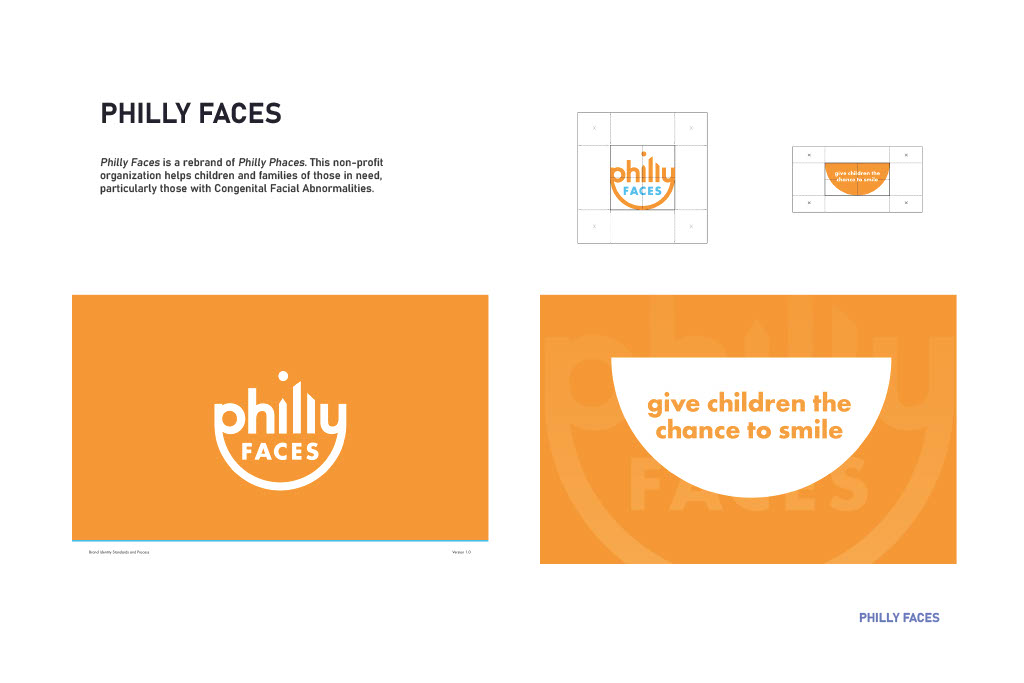 PHILLY FACES
Philly Faces is a rebrand of Philly Phaces. This non-profit
organization helps children and families of those in need,
particularly those with Congenital Facial Abnormalities.
x x
philly
FACES
x x
x x
give children the
chance to smile
x x
philly
FACES
Brand Identity Standards and Process
Version 1.0
philly
FACES
give children the
chance to smile
PHILLY FACES